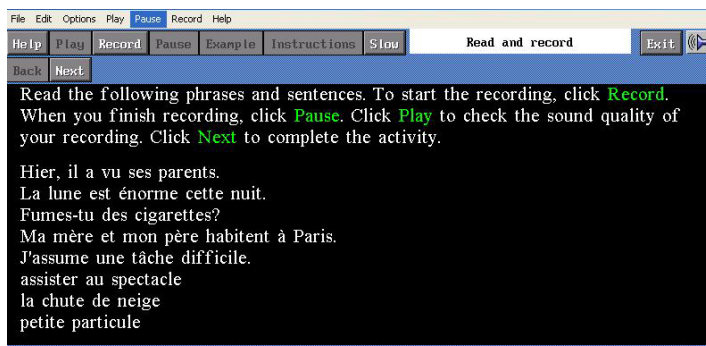 File Edit Options Play Pause Record Help
Help Play Record Pause Example Instructions Slow Read and record Exit
Back Next
Read the following phrases and sentences. To start the recording, click Record.
When you finish recording, click Pause. Click Play to check the sound quality of
your recording. Click Next to complete the activity.
Hier, il a vu ses parents.
La lune est énorme cette nuit.
Fumes-tu des cigarettes?
Ma mère et mon père habitent à Paris.
J'assume une tâche difficile.
assister au spectacle
la chute de neige
petite particule